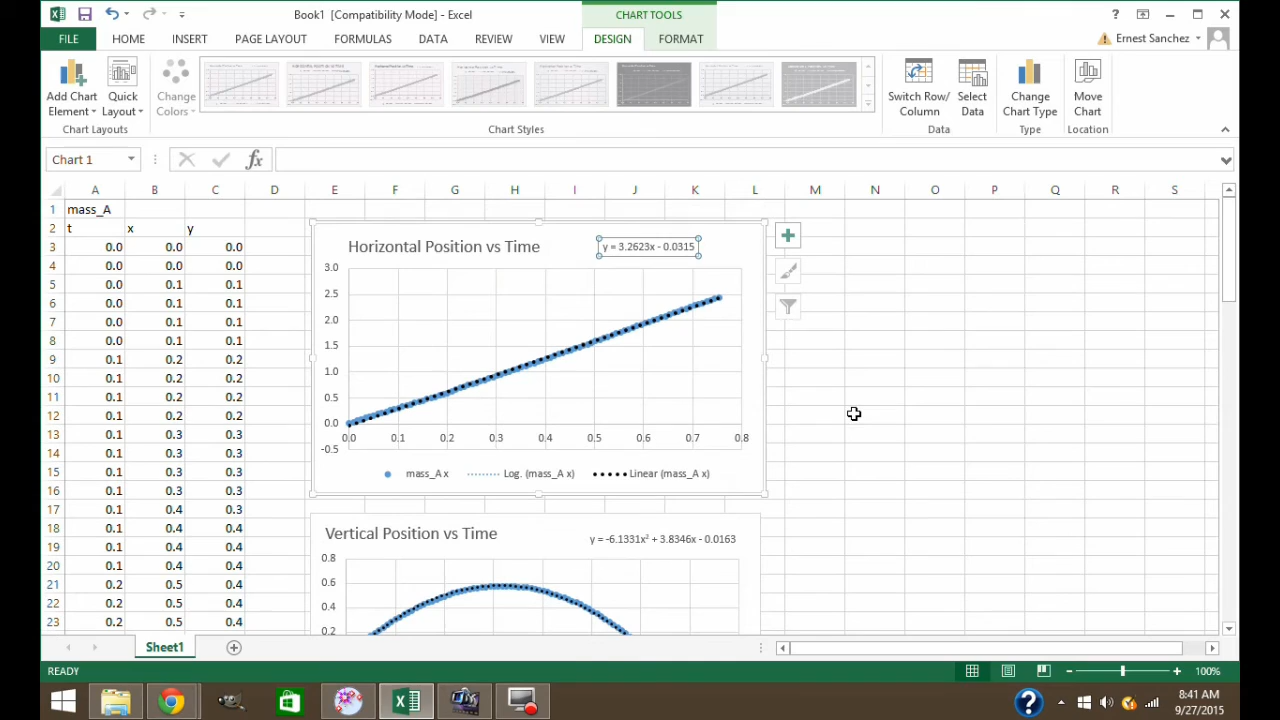 Book1 [Compatibility Mode] - Excel
CHART TOOLS
?
FILE HOME INSERT PAGE LAYOUT FORMULAS DATA REVIEW VIEW DESIGN FORMAT
Ernest Sanchez
Add Chart Element
Quick Layout
Change Colors
Switch Row/Column
Select Data
Change Chart Type
Move Chart
Chart Layouts
Chart Styles
Data
Type
Location
Chart 1
fx
A B C D E F G H I J K L M N O P Q R S
1 mass_A
2 t x y
3 0.0 0.0 0.0
4 0.0 0.0 0.0
5 0.0 0.1 0.1
6 0.0 0.1 0.1
7 0.0 0.1 0.1
8 0.0 0.1 0.1
9 0.1 0.2 0.2
10 0.1 0.2 0.2
11 0.1 0.2 0.2
12 0.1 0.2 0.2
13 0.1 0.3 0.3
14 0.1 0.3 0.3
15 0.1 0.3 0.3
16 0.1 0.3 0.3
17 0.1 0.4 0.3
18 0.1 0.4 0.4
19 0.1 0.4 0.4
20 0.1 0.4 0.4
21 0.2 0.5 0.4
22 0.2 0.5 0.4
23 0.2 0.5 0.4
Horizontal Position vs Time
y = 3.2623x - 0.0315
3.0
2.5
2.0
1.5
1.0
0.5
0.0
-0.5
0.0 0.1 0.2 0.3 0.4 0.5 0.6 0.7 0.8
mass_A x Log. (mass_A x) Linear (mass_A x)
Vertical Position vs Time
y = -6.1331x² + 3.8346x - 0.0163
0.8
0.6
0.4
0.2
Sheet1
READY
100%
?
8:41 AM
9/27/2015